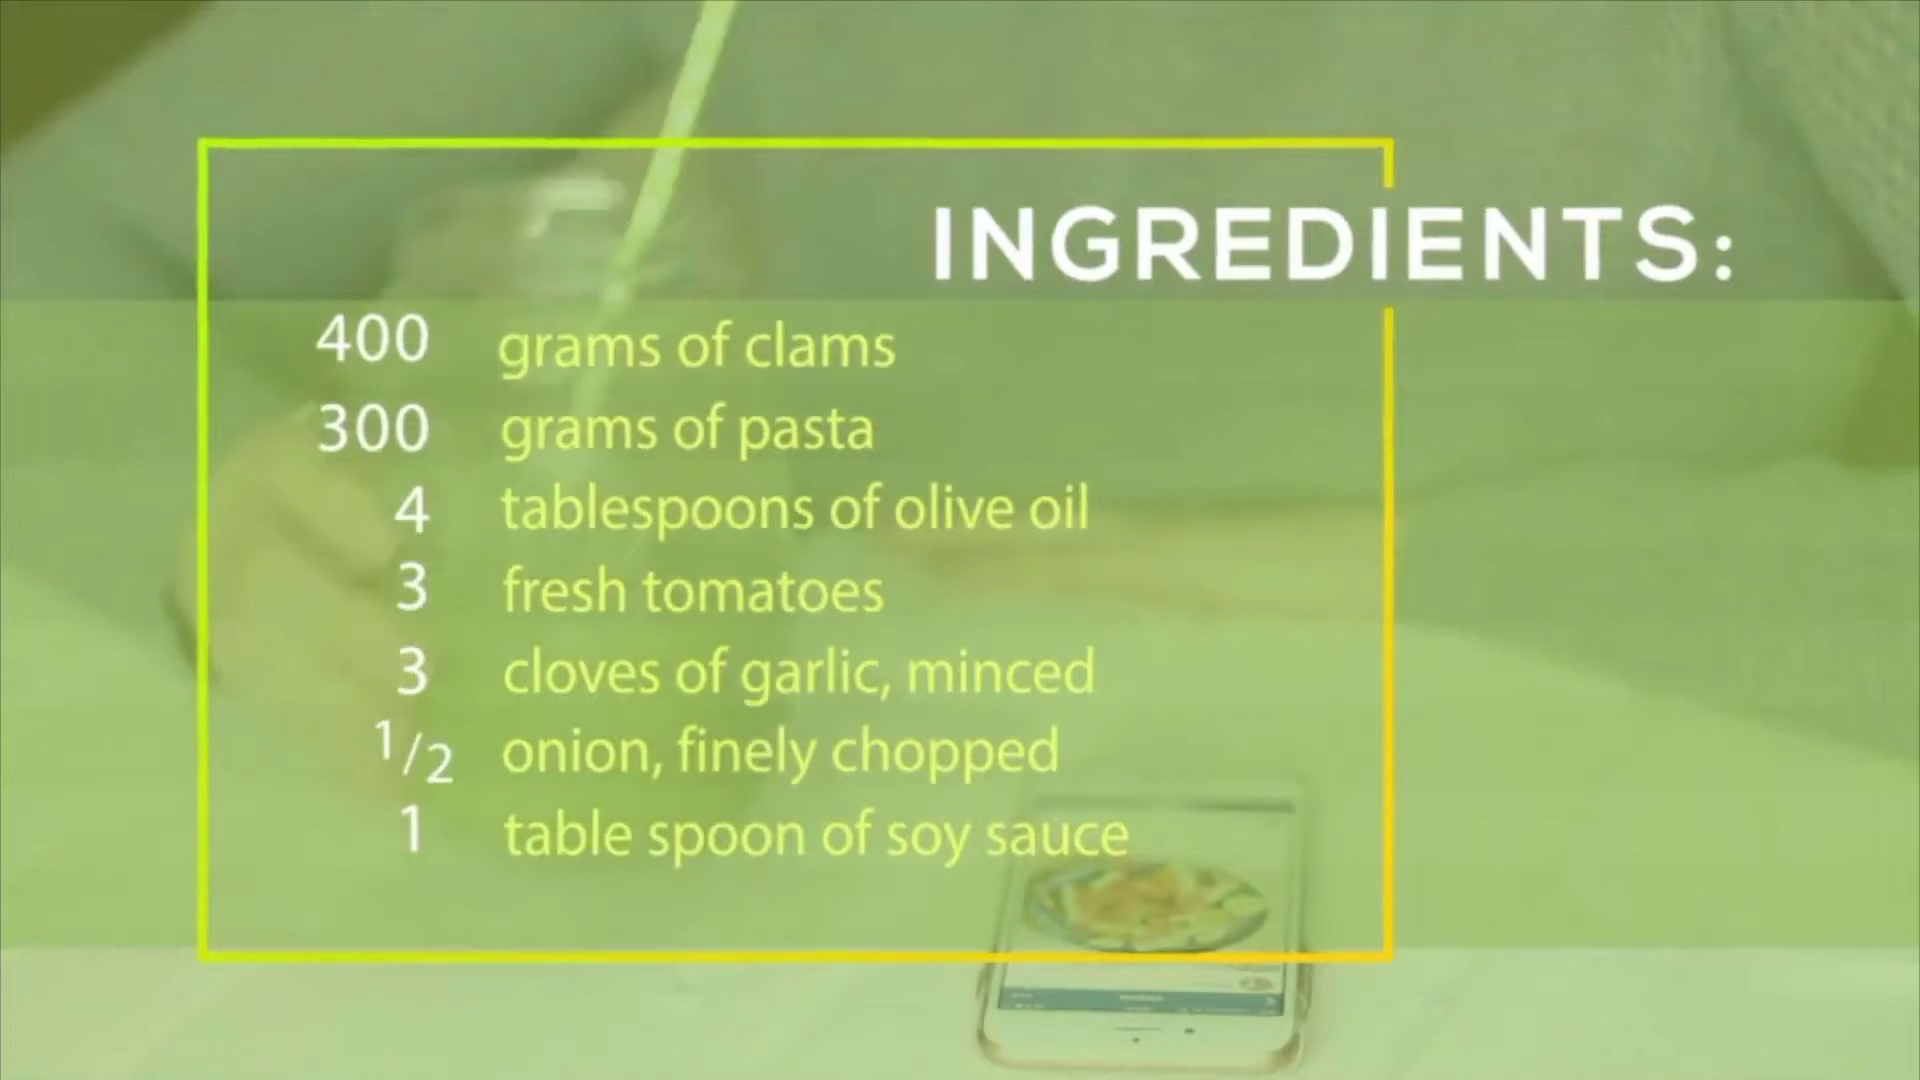 INGREDIENTS:
400 grams of clams
300 grams of pasta
4 tablespoons of olive oil
3 fresh tomatoes
3 cloves of garlic, minced
1/2 onion, finely chopped
1 table spoon of soy sauce